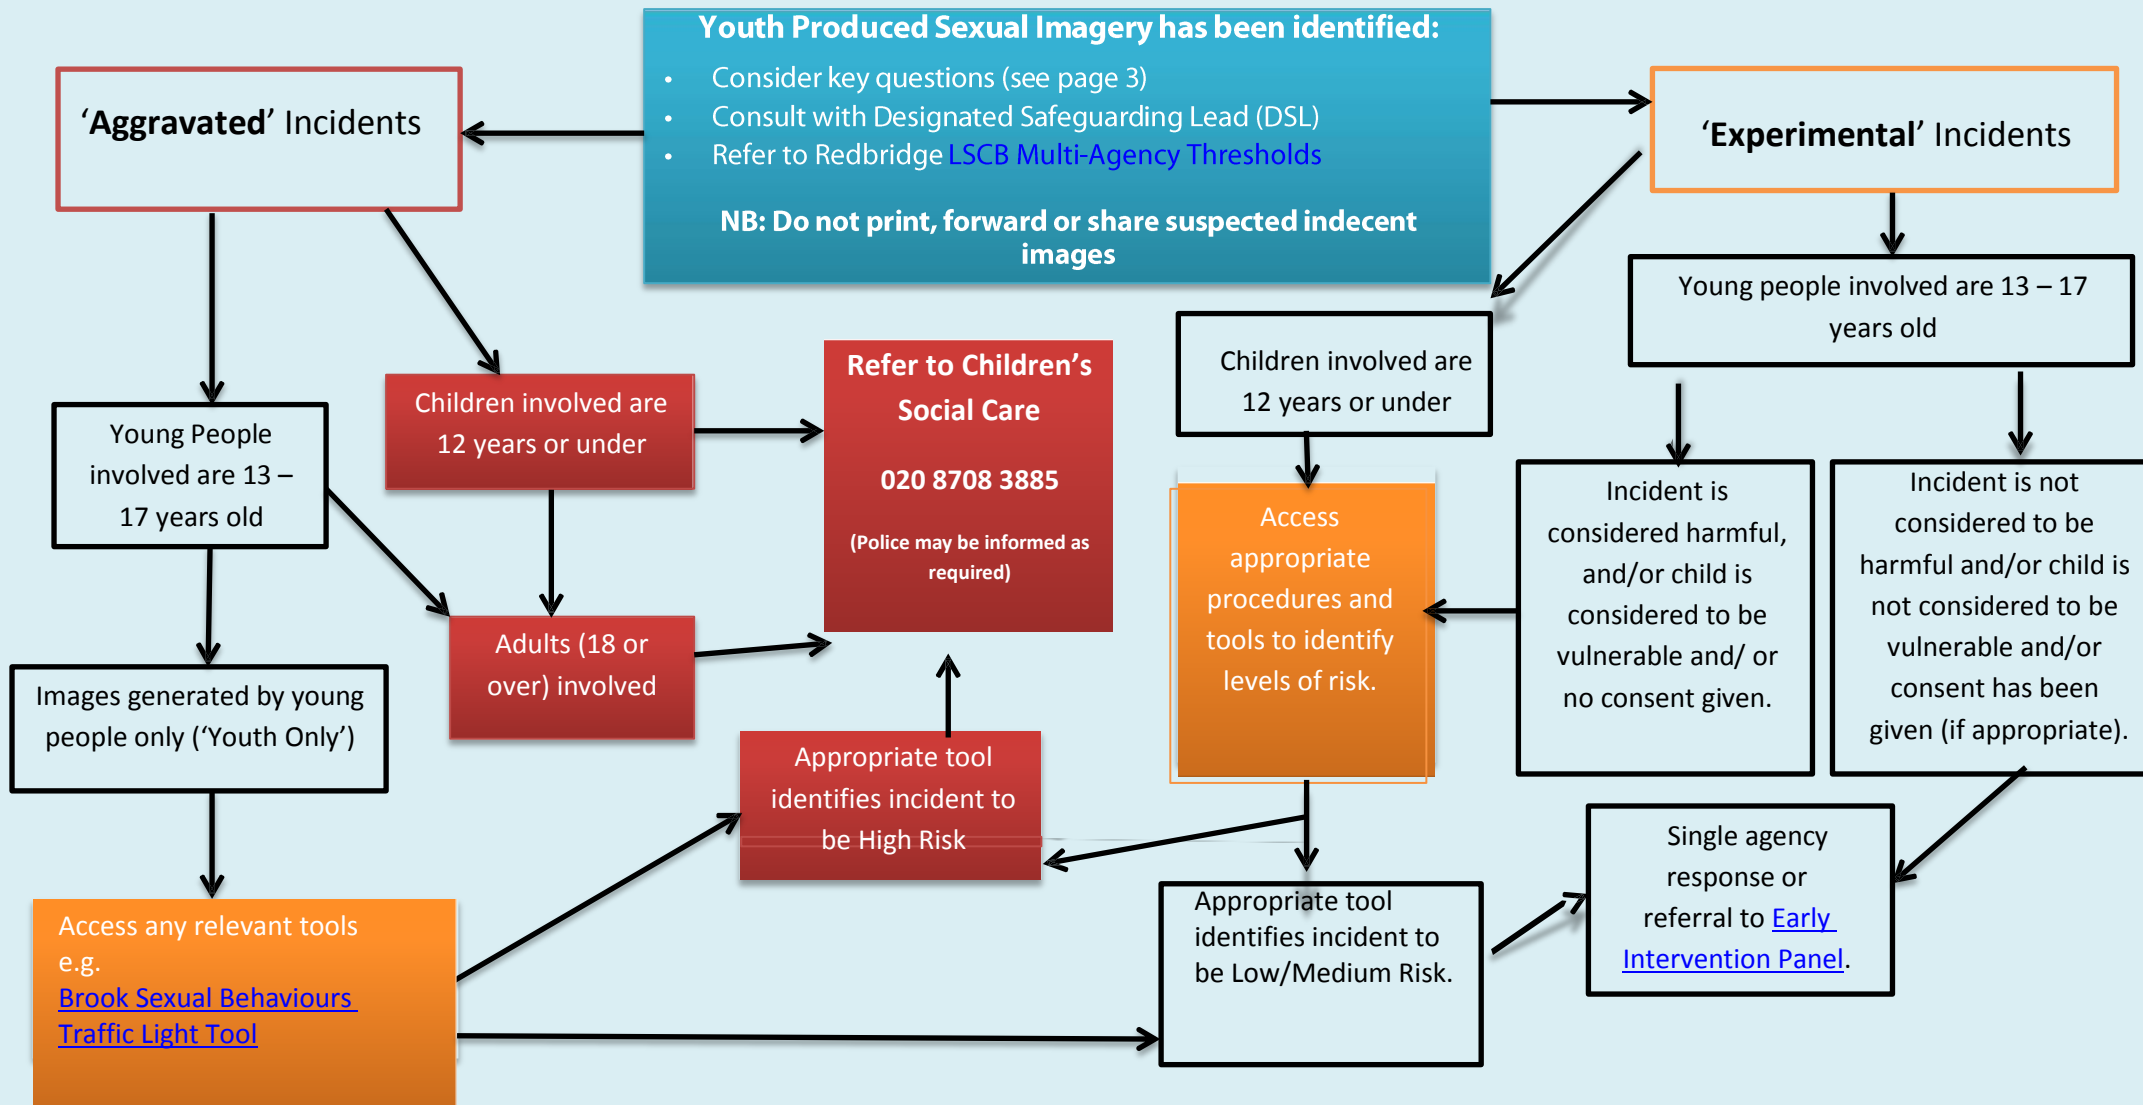 Youth Produced Sexual Imagery has been identified:
• Consider key questions (see page 3)
• Consult with Designated Safeguarding Lead (DSL)
• Refer to Redbridge LSCB Multi-Agency Thresholds
NB: Do not print, forward or share suspected indecent
images
‘Aggravated’ Incidents
‘Experimental’ Incidents
Young people involved are 13 – 17
years old
Children involved are
12 years or under
Refer to Children’s
Social Care
020 8708 3885
(Police may be informed as
required)
Children involved are
12 years or under
Young People
involved are 13 –
17 years old
Incident is
considered harmful,
and/or child is
considered to be
vulnerable and/ or
no consent given.
Incident is not
considered to be
harmful and/or child is
not considered to be
vulnerable and/or
consent has been
given (if appropriate).
Access
appropriate
procedures and
tools to identify
levels of risk.
Adults (18 or
over) involved
Images generated by young
people only (‘Youth Only’)
Appropriate tool
identifies incident to
be High Risk
Single agency
response or
referral to Early
Intervention Panel.
Appropriate tool
identifies incident to
be Low/Medium Risk.
Access any relevant tools
e.g.
Brook Sexual Behaviours
Traffic Light Tool